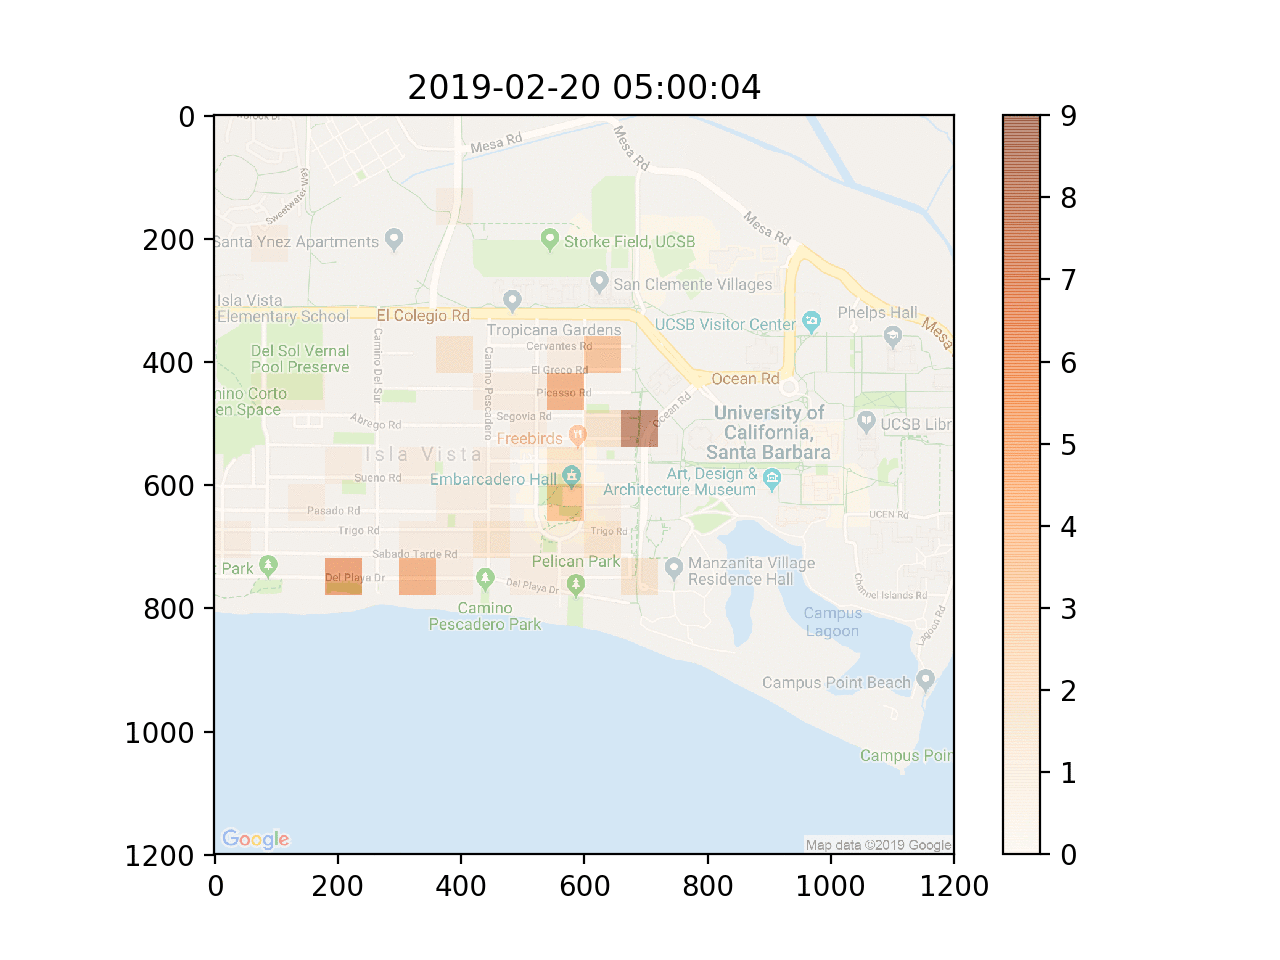 2019-02-20 05:00:04
0
200
400
600
800
1000
1200
0
200
400
600
800
1000
1200
9
8
7
6
5
4
3
2
1
0
Mesa Rd
Mesa Rd
Mesa Rd
Mesa
Sweetwater Way
Santa Ynez Apartments
Storke Field, UCSB
San Clemente Villages
Isla Vista
Elementary School
El Colegio Rd
Tropicana Gardens
UCSB Visitor Center
Phelps Hall
Cervantes Rd
Del Sol Vernal
Pool Preserve
Camino Del Sur
Camino Pescadero
El Greco Rd
Ocean Rd
Picasso Rd
mino Corto
en Space
Ocean Rd
Abrego Rd
Segovia Rd
University of
California,
Santa Barbara
UCSB Libr
Freebirds
Isla Vista
Sueno Rd
Embarcadero Hall
Art, Design &
Architecture Museum
Pasado Rd
UCEN Rd
Trigo Rd
Trigo Rd
Sabado Tarde Rd
Park
Pelican Park
Manzanita Village
Residence Hall
Del Playa Dr
Del Playa Dr
Channel Islands Rd
Camino
Pescadero Park
Campus
Lagoon
Lagoon Rd
Campus Point Beach
Campus Poin
Google
Map data ©2019 Google